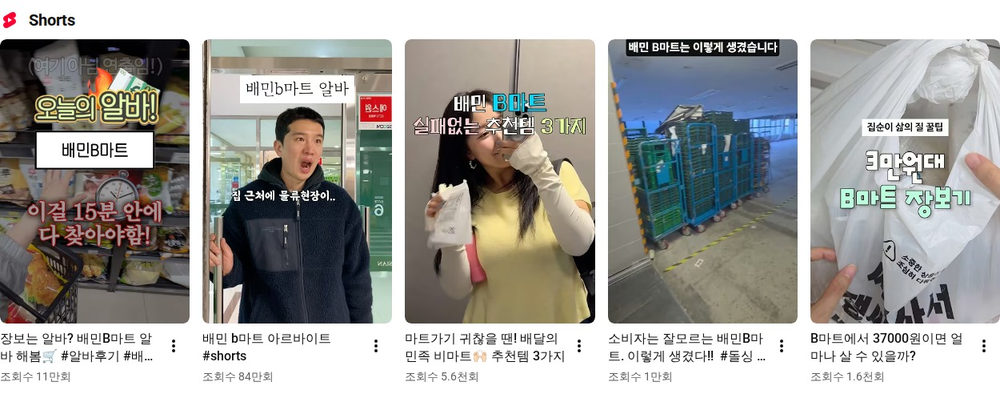 Shorts
(여기 아님 연출임!)
오늘의 알바!
배민B마트
이걸 15분 안에
다 찾아야함!
배민b마트 알바
집 근처에 물류현장이..
배민 B마트
실패없는 추천템 3가지
배민 B마트는 이렇게 생겼습니다
집순이 삶의 질 꿀팁
3만원대
B마트 장보기
장보는 알바? 배민B마트 알
바 해봄🛒 #알바후기 #배...
조회수 11만회
배민 b마트 아르바이트
#shorts
조회수 84만회
마트가기 귀찮을 땐! 배달의
민족 비마트🙌🏻 추천템 3가지
조회수 5.6천회
소비자는 잘모르는 배민B마
트. 이렇게 생겼다!! #돌싱 ...
조회수 1만회
B마트에서 37000원이면 얼
마나 살 수 있을까?
조회수 1.6천회